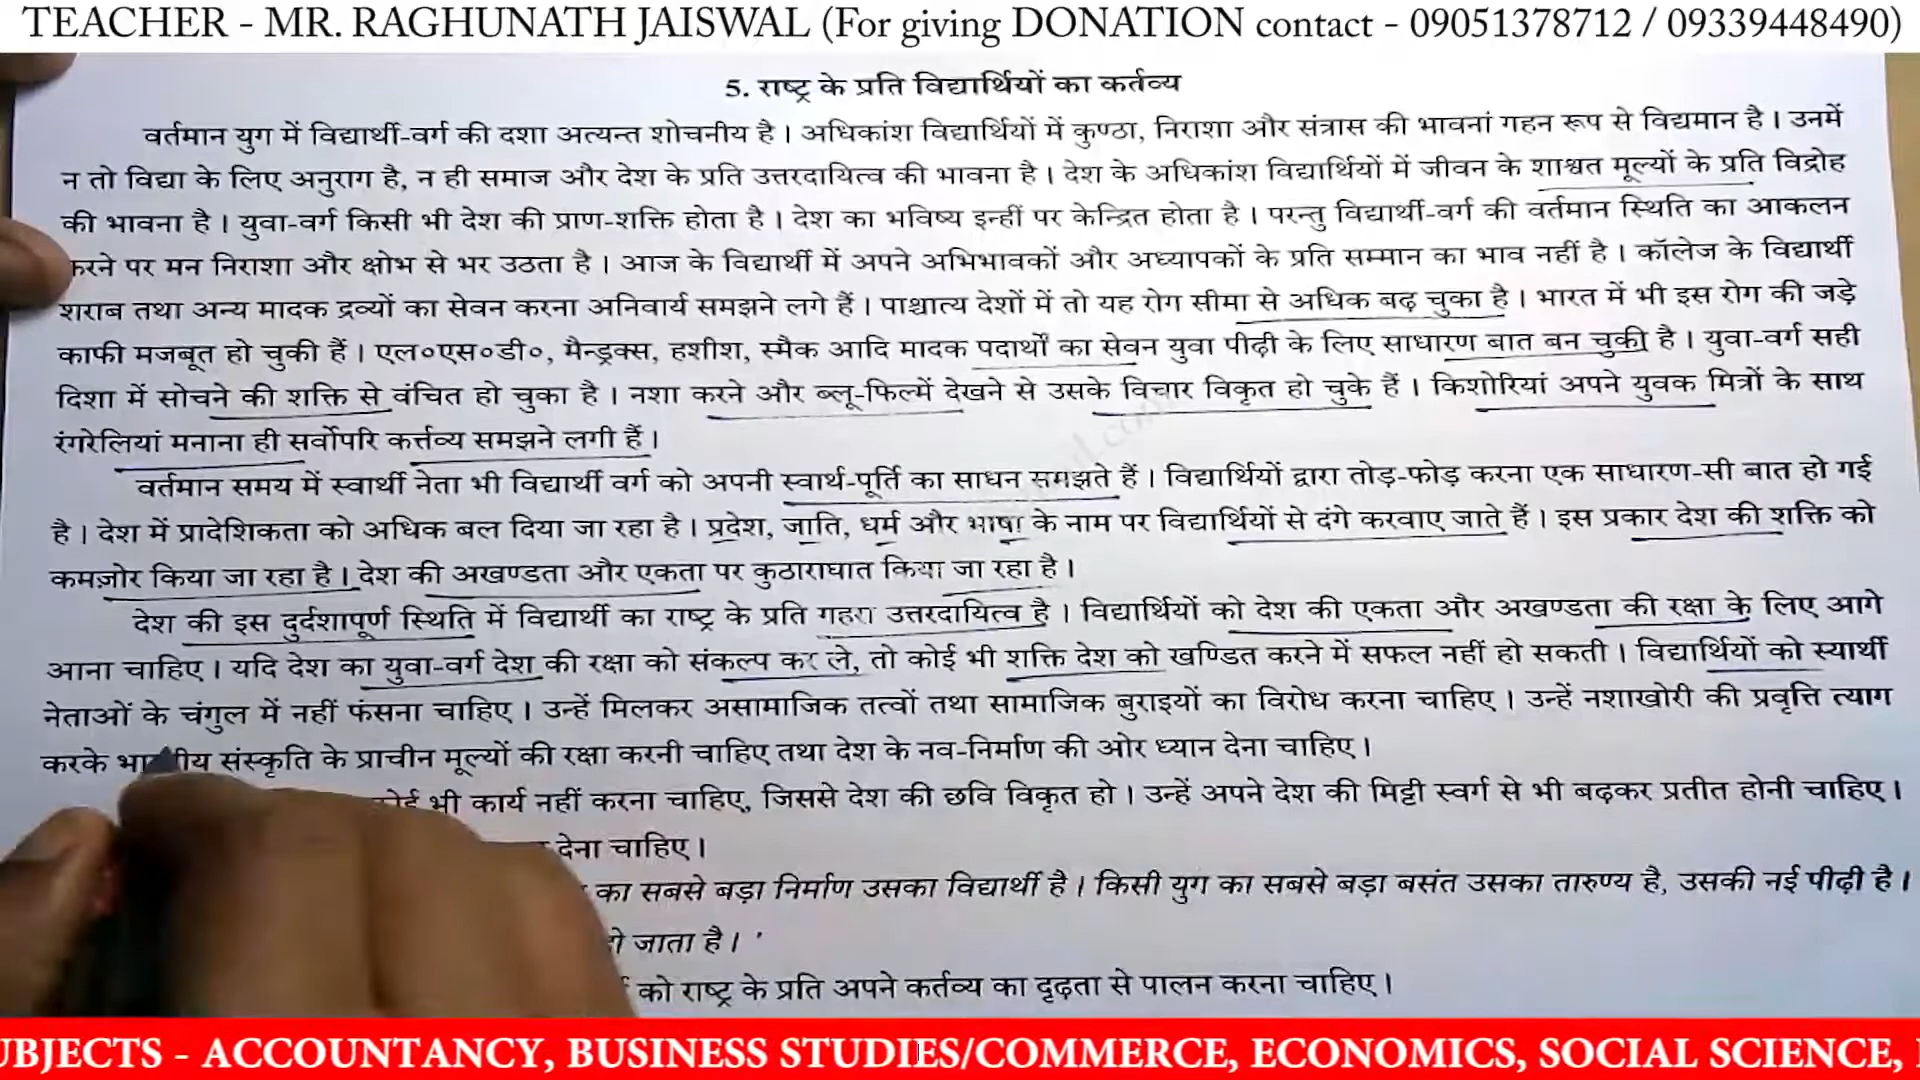 TEACHER - MR. RAGHUNATH JAISWAL (For giving DONATION contact - 09051378712 / 09339448490)
5. राष्ट्र के प्रति विद्यार्थियों का कर्तव्य
वर्तमान युग में विद्यार्थी-वर्ग की दशा अत्यन्त शोचनीय है। अधिकांश विद्यार्थियों में कुण्ठा, निराशा और संत्रास की भावनां गहन रूप से विद्यमान है। उनमें
न तो विद्या के लिए अनुराग है, न ही समाज और देश के प्रति उत्तरदायित्व की भावना है। देश के अधिकांश विद्यार्थियों में जीवन के शाश्वत मूल्यों के प्रति विद्रोह
की भावना है। युवा-वर्ग किसी भी देश की प्राण-शक्ति होता है। देश का भविष्य इन्हीं पर केन्द्रित होता है। परन्तु विद्यार्थी-वर्ग की वर्तमान स्थिति का आकलन
करने पर मन निराशा और क्षोभ से भर उठता है। आज के विद्यार्थी में अपने अभिभावकों और अध्यापकों के प्रति सम्मान का भाव नहीं है। कॉलेज के विद्यार्थी
शराब तथा अन्य मादक द्रव्यों का सेवन करना अनिवार्य समझने लगे हैं। पाश्चात्य देशों में तो यह रोग सीमा से अधिक बढ़ चुका है। भारत में भी इस रोग की जड़े
काफी मजबूत हो चुकी हैं। एल०एस०डी०, मैन्ड्रक्स, हशीश, स्मैक आदि मादक पदार्थों का सेवन युवा पीढ़ी के लिए साधारण बात बन चुकी है। युवा-वर्ग सही
दिशा में सोचने की शक्ति से वंचित हो चुका है। नशा करने और ब्लू-फिल्में देखने से उसके विचार विकृत हो चुके हैं। किशोरियां अपने युवक मित्रों के साथ
रंगरेलियां मनाना ही सर्वोपरि कर्त्तव्य समझने लगी हैं।
वर्तमान समय में स्वार्थी नेता भी विद्यार्थी वर्ग को अपनी स्वार्थ-पूर्ति का साधन समझते हैं। विद्यार्थियों द्वारा तोड़-फोड़ करना एक साधारण-सी बात हो गई
है। देश में प्रादेशिकता को अधिक बल दिया जा रहा है। प्रदेश, जाति, धर्म और भाषा के नाम पर विद्यार्थियों से दंगे करवाए जाते हैं। इस प्रकार देश की शक्ति को
कमज़ोर किया जा रहा है। देश की अखण्डता और एकता पर कुठाराघात किया जा रहा है।
देश की इस दुर्दशापूर्ण स्थिति में विद्यार्थी का राष्ट्र के प्रति गहरा उत्तरदायित्व है। विद्यार्थियों को देश की एकता और अखण्डता की रक्षा के लिए आगे
आना चाहिए। यदि देश का युवा-वर्ग देश की रक्षा को संकल्प कर ले, तो कोई भी शक्ति देश को खण्डित करने में सफल नहीं हो सकती। विद्यार्थियों को स्यार्थी
नेताओं के चंगुल में नहीं फंसना चाहिए। उन्हें मिलकर असामाजिक तत्वों तथा सामाजिक बुराइयों का विरोध करना चाहिए। उन्हें नशाखोरी की प्रवृत्ति त्याग
करके संस्कृति के प्राचीन मूल्यों की रक्षा करनी चाहिए तथा देश के नव-निर्माण की ओर ध्यान देना चाहिए।
भी कार्य नहीं करना चाहिए, जिससे देश की छवि विकृत हो। उन्हें अपने देश की मिट्टी स्वर्ग से भी बढ़कर प्रतीत होनी चाहिए।
देना चाहिए।
का सबसे बड़ा निर्माण उसका विद्यार्थी है। किसी युग का सबसे बड़ा बसंत उसका तारुण्य है, उसकी नई पीढ़ी है।
जाता है। '
को राष्ट्र के प्रति अपने कर्तव्य का दृढ़ता से पालन करना चाहिए।
UBJECTS - ACCOUNTANCY, BUSINESS STUDIES/COMMERCE, ECONOMICS, SOCIAL SCIENCE,